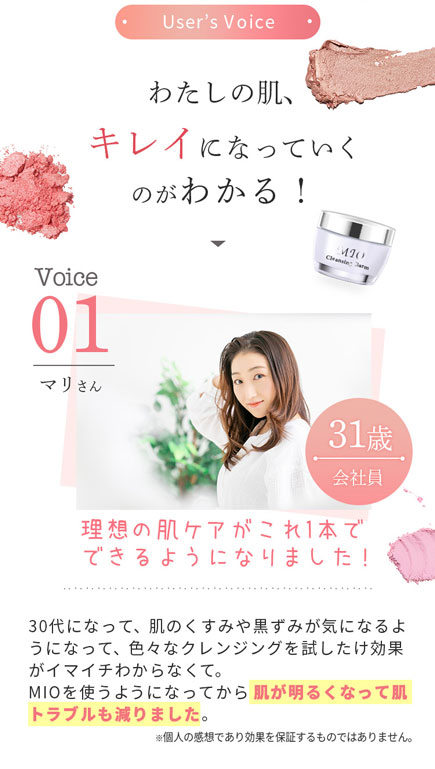 User's Voice
わたしの肌、
キレイになっていく
のがわかる！
MIO
Cleansing Barm
Voice
01
マリさん
31歳
会社員
理想の肌ケアがこれ1本で
できるようになりました！
30代になって、肌のくすみや黒ずみが気になるよ
うになって、色々なクレンジングを試したけ効果
がイマイチわからなくて。
MIOを使うようになってから肌が明るくなって肌
トラブルも減りました。
※個人の感想であり効果を保証するものではありません。